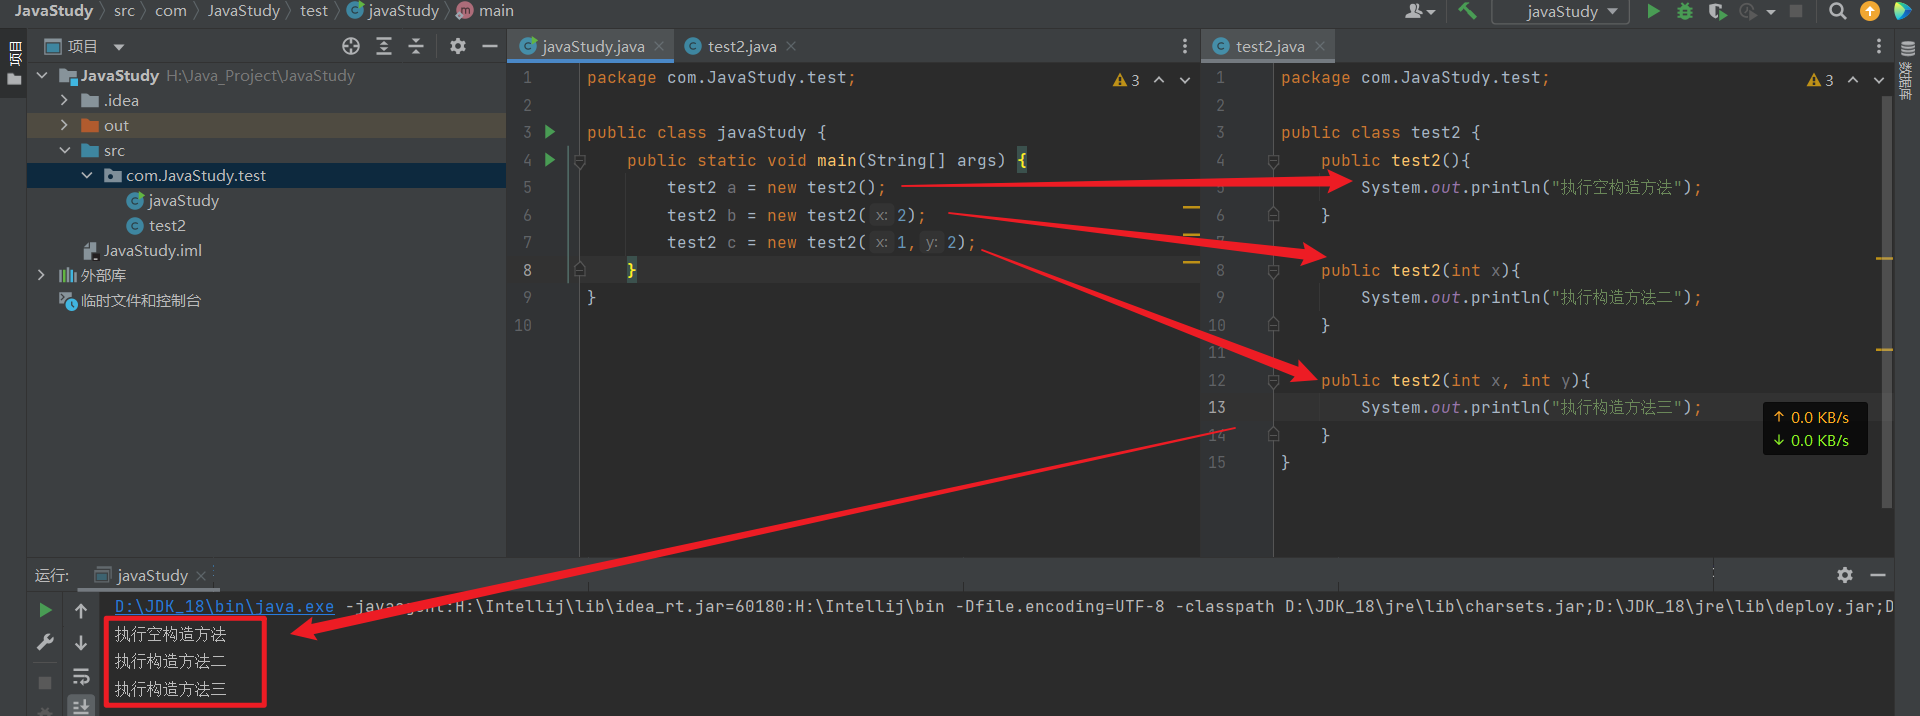 JavaStudy 〉 src 〉 com 〉 JavaStudy 〉 test 〉 javaStudy 〉 main
javaStudy
项目
项目
JavaStudy H:\Java_Project\JavaStudy
.idea
out
src
com.JavaStudy.test
javaStudy
test2
JavaStudy.iml
外部库
临时文件和控制台
javaStudy.java
test2.java
3
1 package com.JavaStudy.test;
2
3 public class javaStudy {
4 public static void main(String[] args) {
5 test2 a = new test2();
6 test2 b = new test2( x: 2);
7 test2 c = new test2( x: 1, y: 2);
8 }
9 }
10
test2.java
3
数据库
1 package com.JavaStudy.test;
2
3 public class test2 {
4 public test2(){
5 System.out.println("执行空构造方法");
6 }
7
8 public test2(int x){
9 System.out.println("执行构造方法二");
10 }
11
12 public test2(int x, int y){
13 System.out.println("执行构造方法三");
14 }
15 }
↑ 0.0 KB/s
↓ 0.0 KB/s
运行: javaStudy
D:\JDK_18\bin\java.exe -javaagent:H:\Intellij\lib\idea_rt.jar=60180:H:\Intellij\bin -Dfile.encoding=UTF-8 -classpath D:\JDK_18\jre\lib\charsets.jar;D:\JDK_18\jre\lib\deploy.jar;D
执行空构造方法
执行构造方法二
执行构造方法三